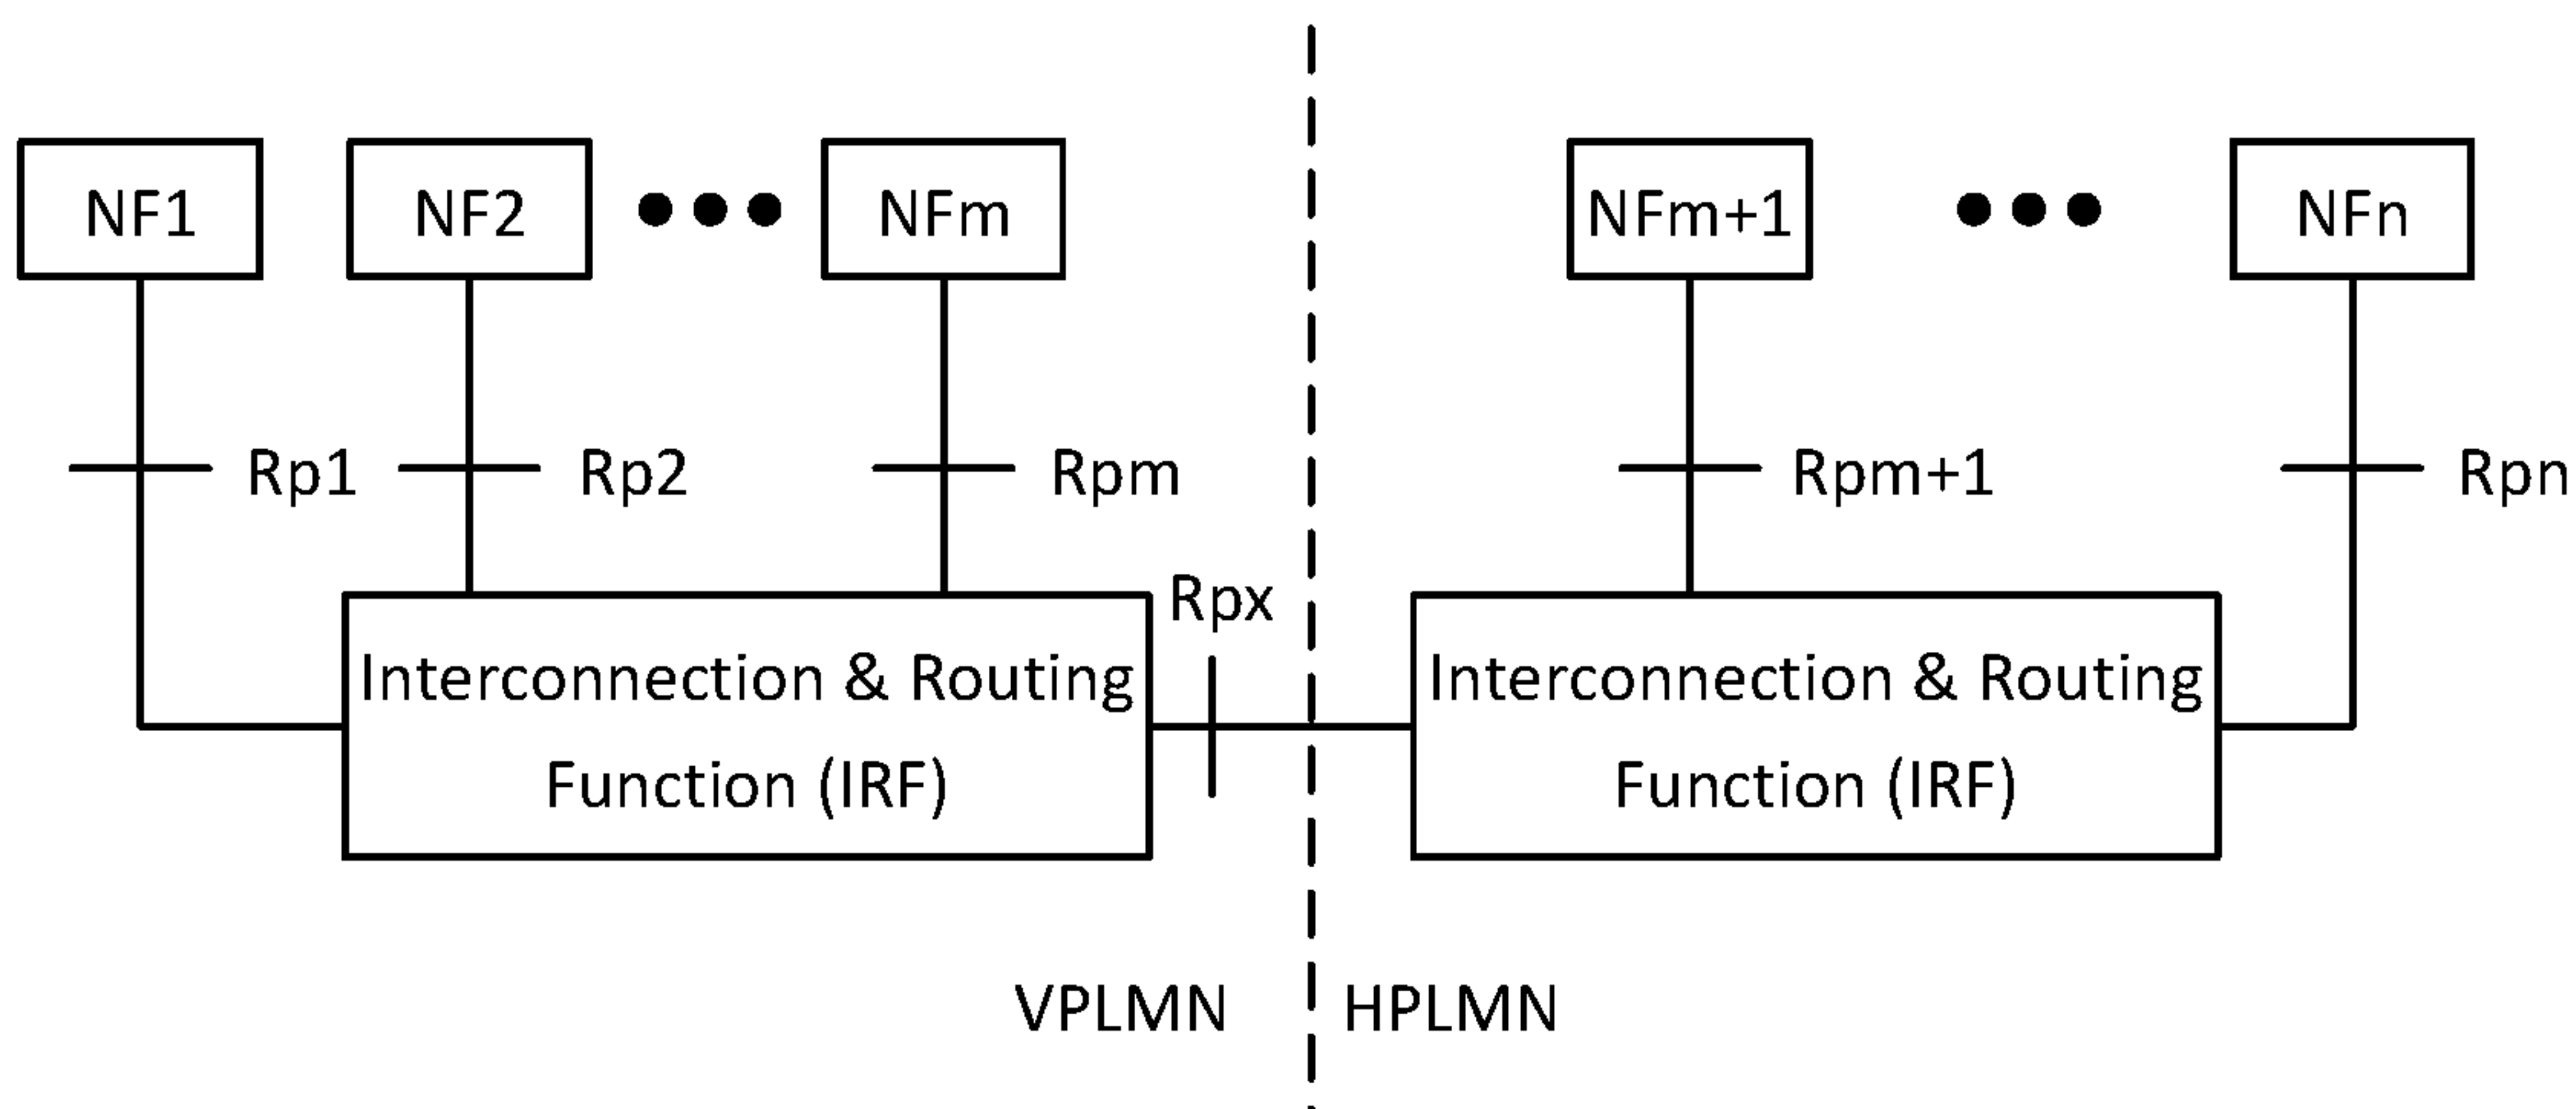 NF1
NF2
NFm
NFm+1
NFn
Rp1
Rp2
Rpm
Rpm+1
Rpn
Rpx
Interconnection & Routing
Function (IRF)
Interconnection & Routing
Function (IRF)
VPLMN
HPLMN